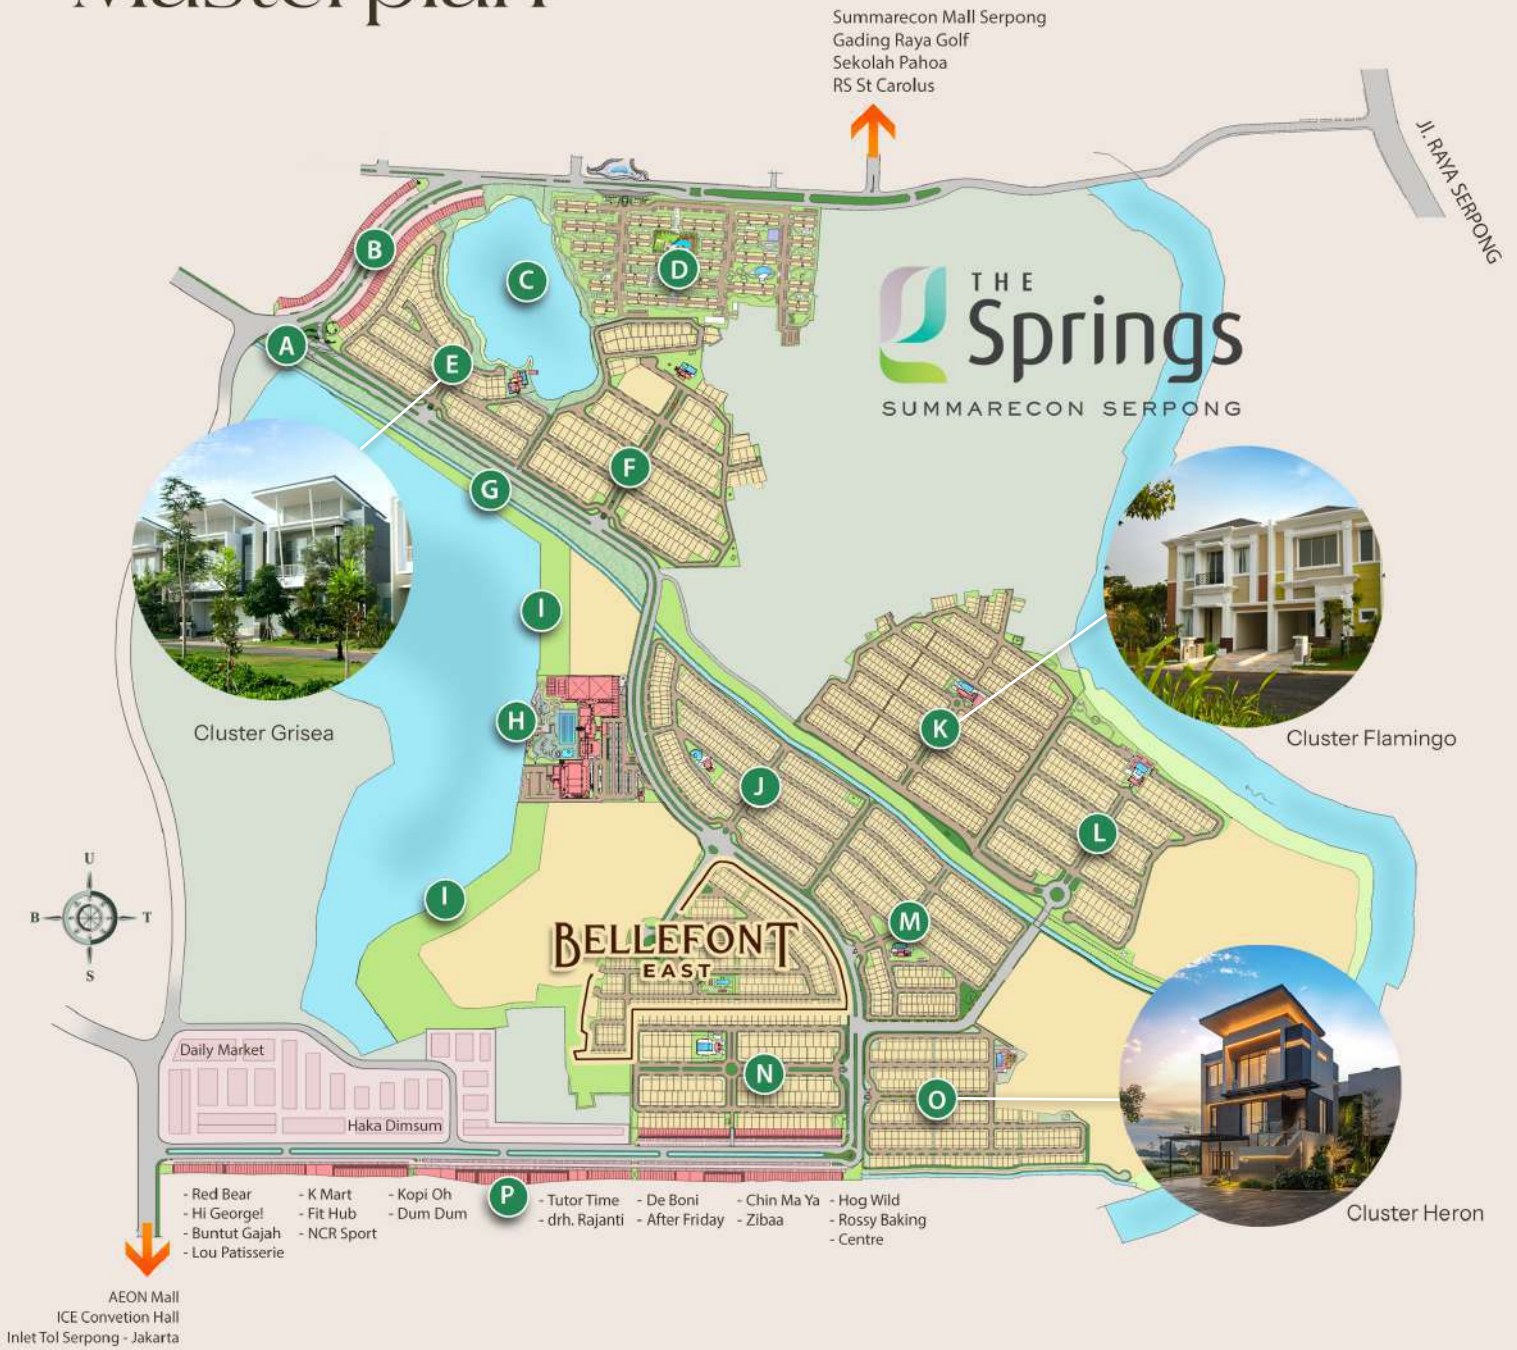 Masterplan
Summarecon Mall Serpong
Gading Raya Golf
Sekolah Pahoa
RS St Carolus
Jl. RAYA SERPONG
THE
Springs
SUMMARECON SERPONG
A
B
C
D
E
F
G
H
I
I
J
K
L
M
N
O
P
Cluster Grisea
Cluster Flamingo
Cluster Heron
BELLEFONT
EAST
U
B
T
S
Daily Market
Haka Dimsum
- Red Bear
- Hi George!
- Buntut Gajah
- Lou Patisserie
- K Mart
- Fit Hub
- NCR Sport
- Kopi Oh
- Dum Dum
- Tutor Time
- drh. Rajanti
- De Boni
- After Friday
- Chin Ma Ya
- Zibaa
- Hog Wild
- Rossy Baking
- Centre
AEON Mall
ICE Convetion Hall
Inlet Tol Serpong - Jakarta